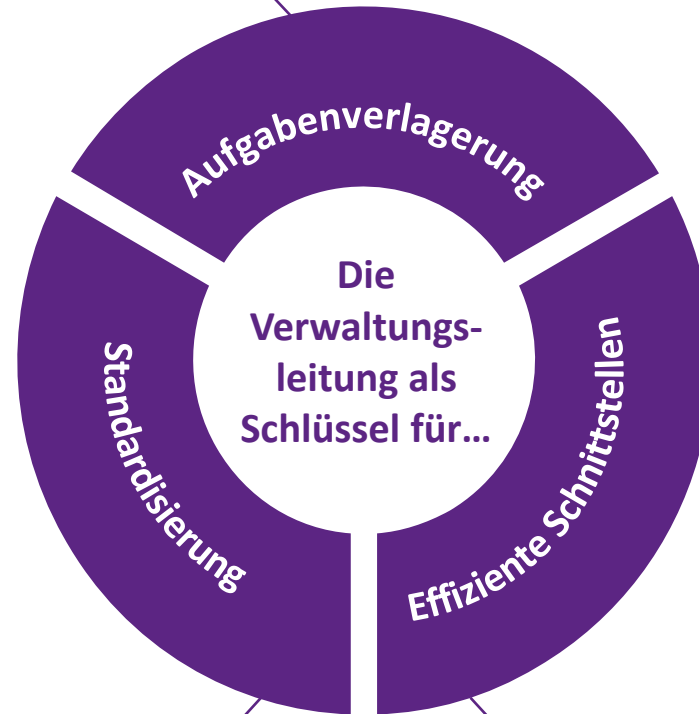 Aufgabenverlagerung
Die
Verwaltungs-
leitung als
Schlüssel für...
Standardisierung
Effiziente Schnittstellen